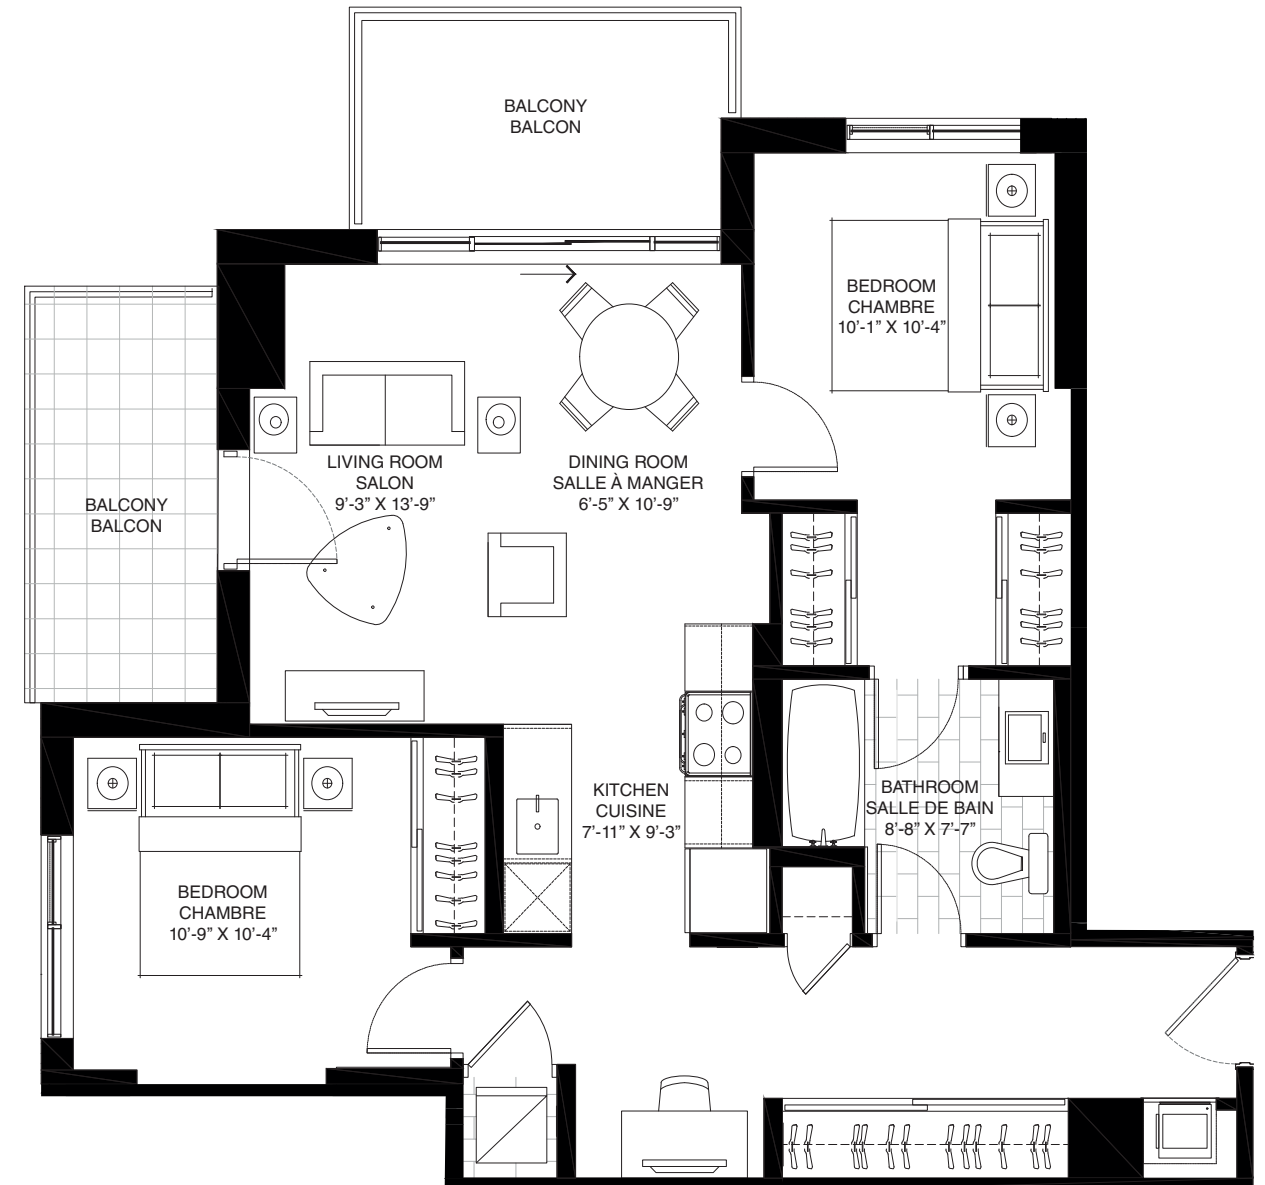 BALCONY
BALCON
BEDROOM
CHAMBRE
10’-1” X 10’-4”
LIVING ROOM
SALON
9’-3” X 13’-9”
DINING ROOM
SALLE À MANGER
6’-5” X 10’-9”
BALCONY
BALCON
KITCHEN
CUISINE
7’-11” X 9’-3”
BATHROOM
SALLE DE BAIN
8’-8” X 7’-7”
BEDROOM
CHAMBRE
10’-9” X 10’-4”